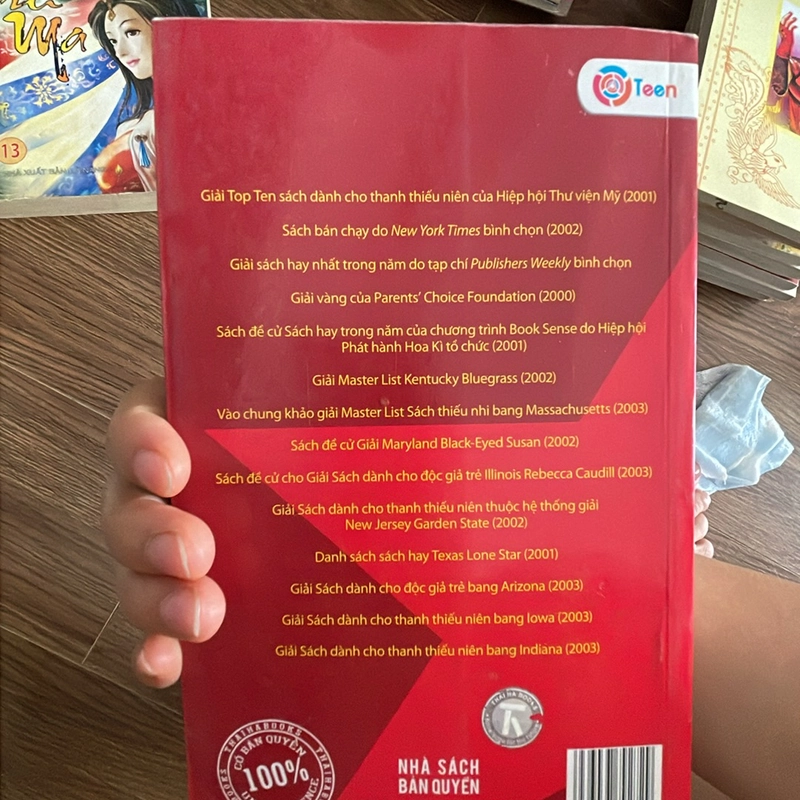 Ma
13
Teen
Giải Top Ten sách dành cho thanh thiếu niên của Hiệp hội Thư viện Mỹ (2001)
Sách bán chạy do New York Times bình chọn (2002)
Giải sách hay nhất trong năm do tạp chí Publishers Weekly bình chọn
Giải vàng của Parents' Choice Foundation (2000)
Sách đề cử Sách hay trong năm của chương trình Book Sense do Hiệp hội
Phát hành Hoa Kì tổ chức (2001)
Giải Master List Kentucky Bluegrass (2002)
Vào chung khảo giải Master List Sách thiếu nhi bang Massachusetts (2003)
Sách đề cử Giải Maryland Black-Eyed Susan (2002)
Sách đề cử cho Giải Sách dành cho độc giả trẻ Illinois Rebecca Caudill (2003)
Giải Sách dành cho thanh thiếu niên thuộc hệ thống giải
New Jersey Garden State (2002)
Danh sách sách hay Texas Lone Star (2001)
Giải Sách dành cho độc giả trẻ bang Arizona (2003)
Giải Sách dành cho thanh thiếu niên bang Iowa (2003)
Giải Sách dành cho thanh thiếu niên bang Indiana (2003)
THAI HA BOOKS
THAIHABOOKS
CÓ BẢN QUYỀN
100%
NHÀ SÁCH
BẢN QUYỀN